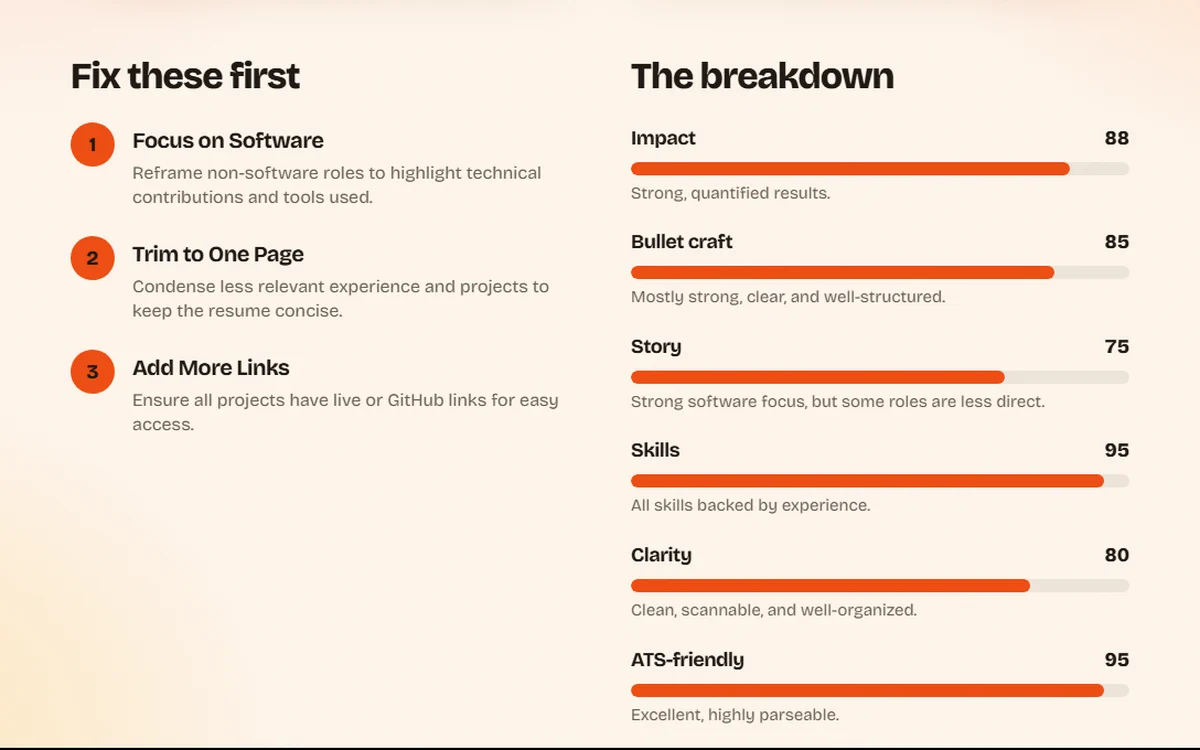 Fix these first
1
Focus on Software
Reframe non-software roles to highlight technical
contributions and tools used.
2
Trim to One Page
Condense less relevant experience and projects to
keep the resume concise.
3
Add More Links
Ensure all projects have live or GitHub links for easy
access.
The breakdown
Impact 88
Strong, quantified results.
Bullet craft 85
Mostly strong, clear, and well-structured.
Story 75
Strong software focus, but some roles are less direct.
Skills 95
All skills backed by experience.
Clarity 80
Clean, scannable, and well-organized.
ATS-friendly 95
Excellent, highly parseable.